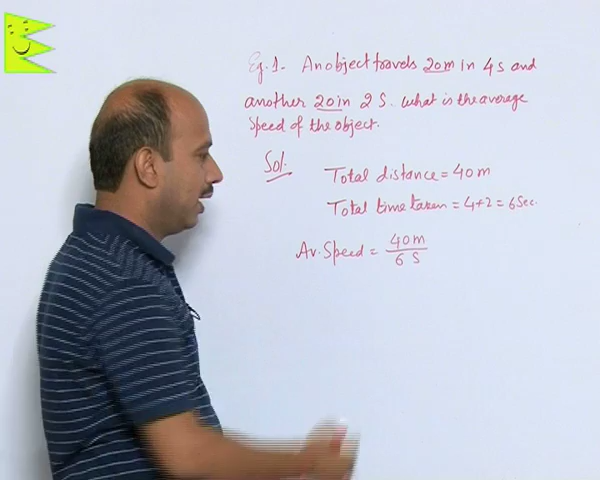 Eg.1. An object travels 20m in 4s and
another 20 in 2 S. what is the average
Speed of the object.
Sol.
Total distance = 40m
Total time taken = 4+2 = 6 Sec.
Av. Speed = 40m
6 S